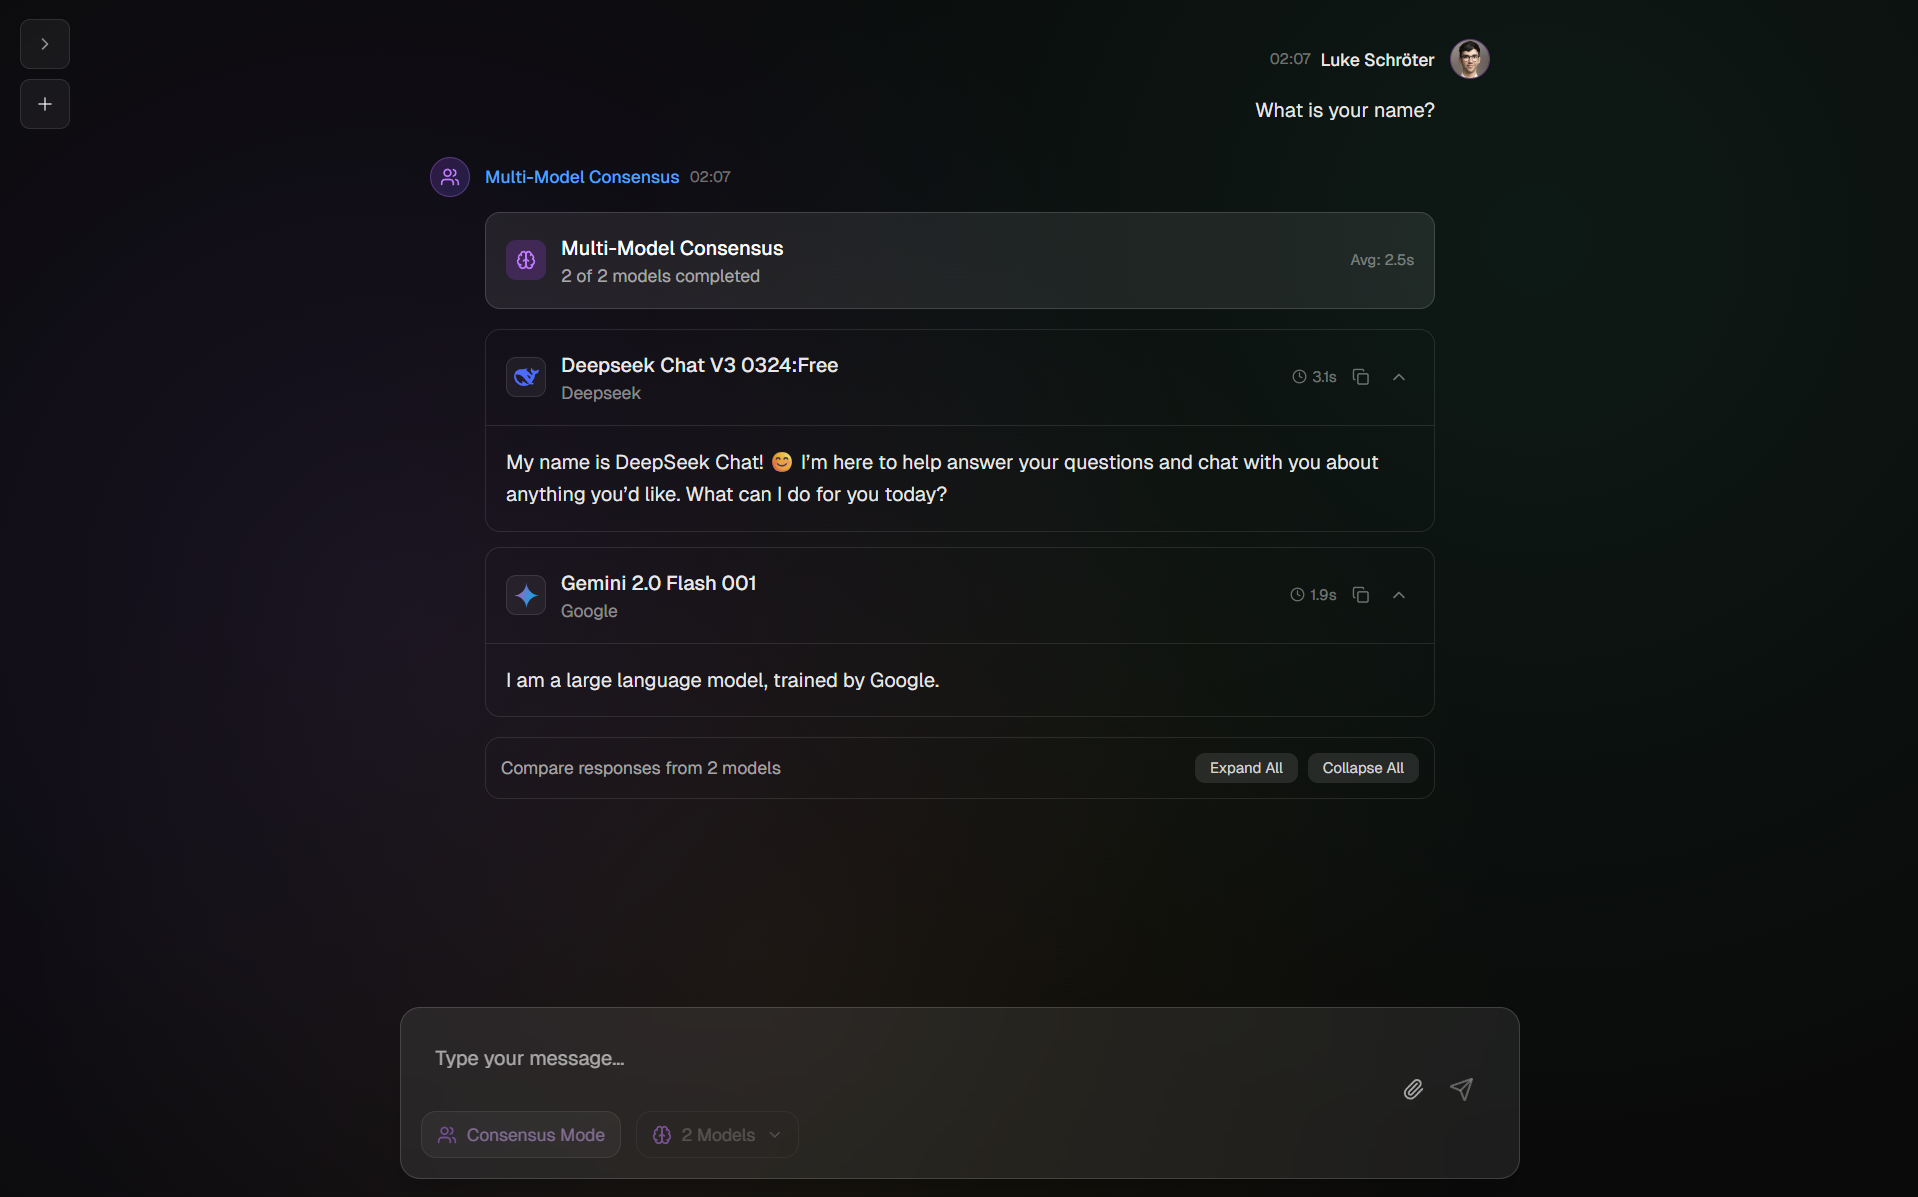 02:07 Luke Schröter
What is your name?
Multi-Model Consensus 02:07
Multi-Model Consensus
2 of 2 models completed
Avg: 2.5s
Deepseek Chat V3 0324:Free
Deepseek
3.1s
My name is DeepSeek Chat! 😊 I’m here to help answer your questions and chat with you about
anything you’d like. What can I do for you today?
Gemini 2.0 Flash 001
Google
1.9s
I am a large language model, trained by Google.
Compare responses from 2 models
Expand All
Collapse All
Type your message...
Consensus Mode
2 Models